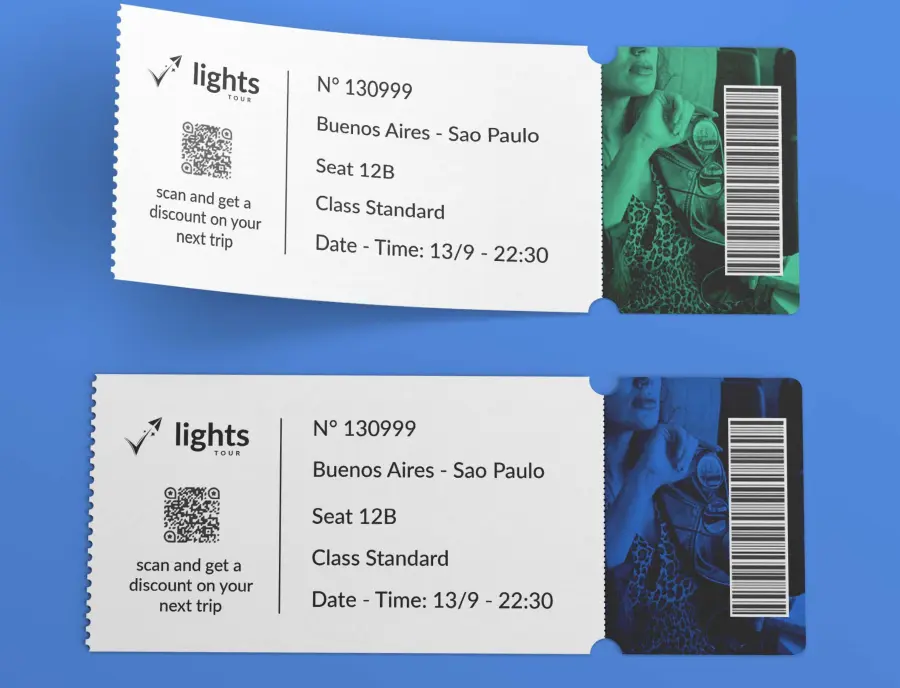 lights
TOUR
scan and get a
discount on your
next trip
N° 130999
Buenos Aires - Sao Paulo
Seat 12B
Class Standard
Date - Time: 13/9 - 22:30
lights
TOUR
scan and get a
discount on your
next trip
N° 130999
Buenos Aires - Sao Paulo
Seat 12B
Class Standard
Date - Time: 13/9 - 22:30